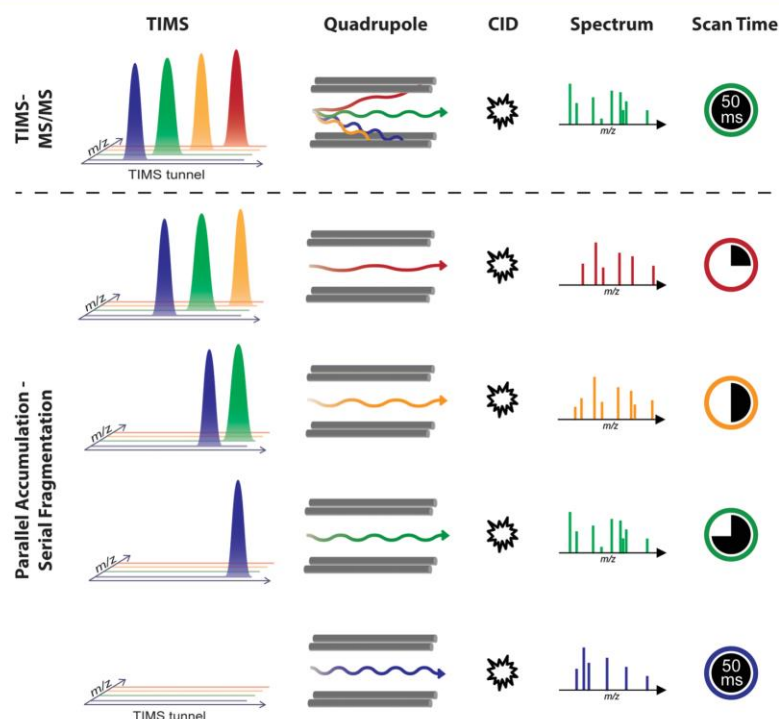 TIMS Quadrupole CID Spectrum Scan Time
TIMS-
MS/MS
m/z
TIMS tunnel
m/z
50
ms
Parallel Accumulation -
Serial Fragmentation
m/z
m/z
m/z
m/z
m/z
m/z
m/z
TIMS tunnel
m/z
50
ms